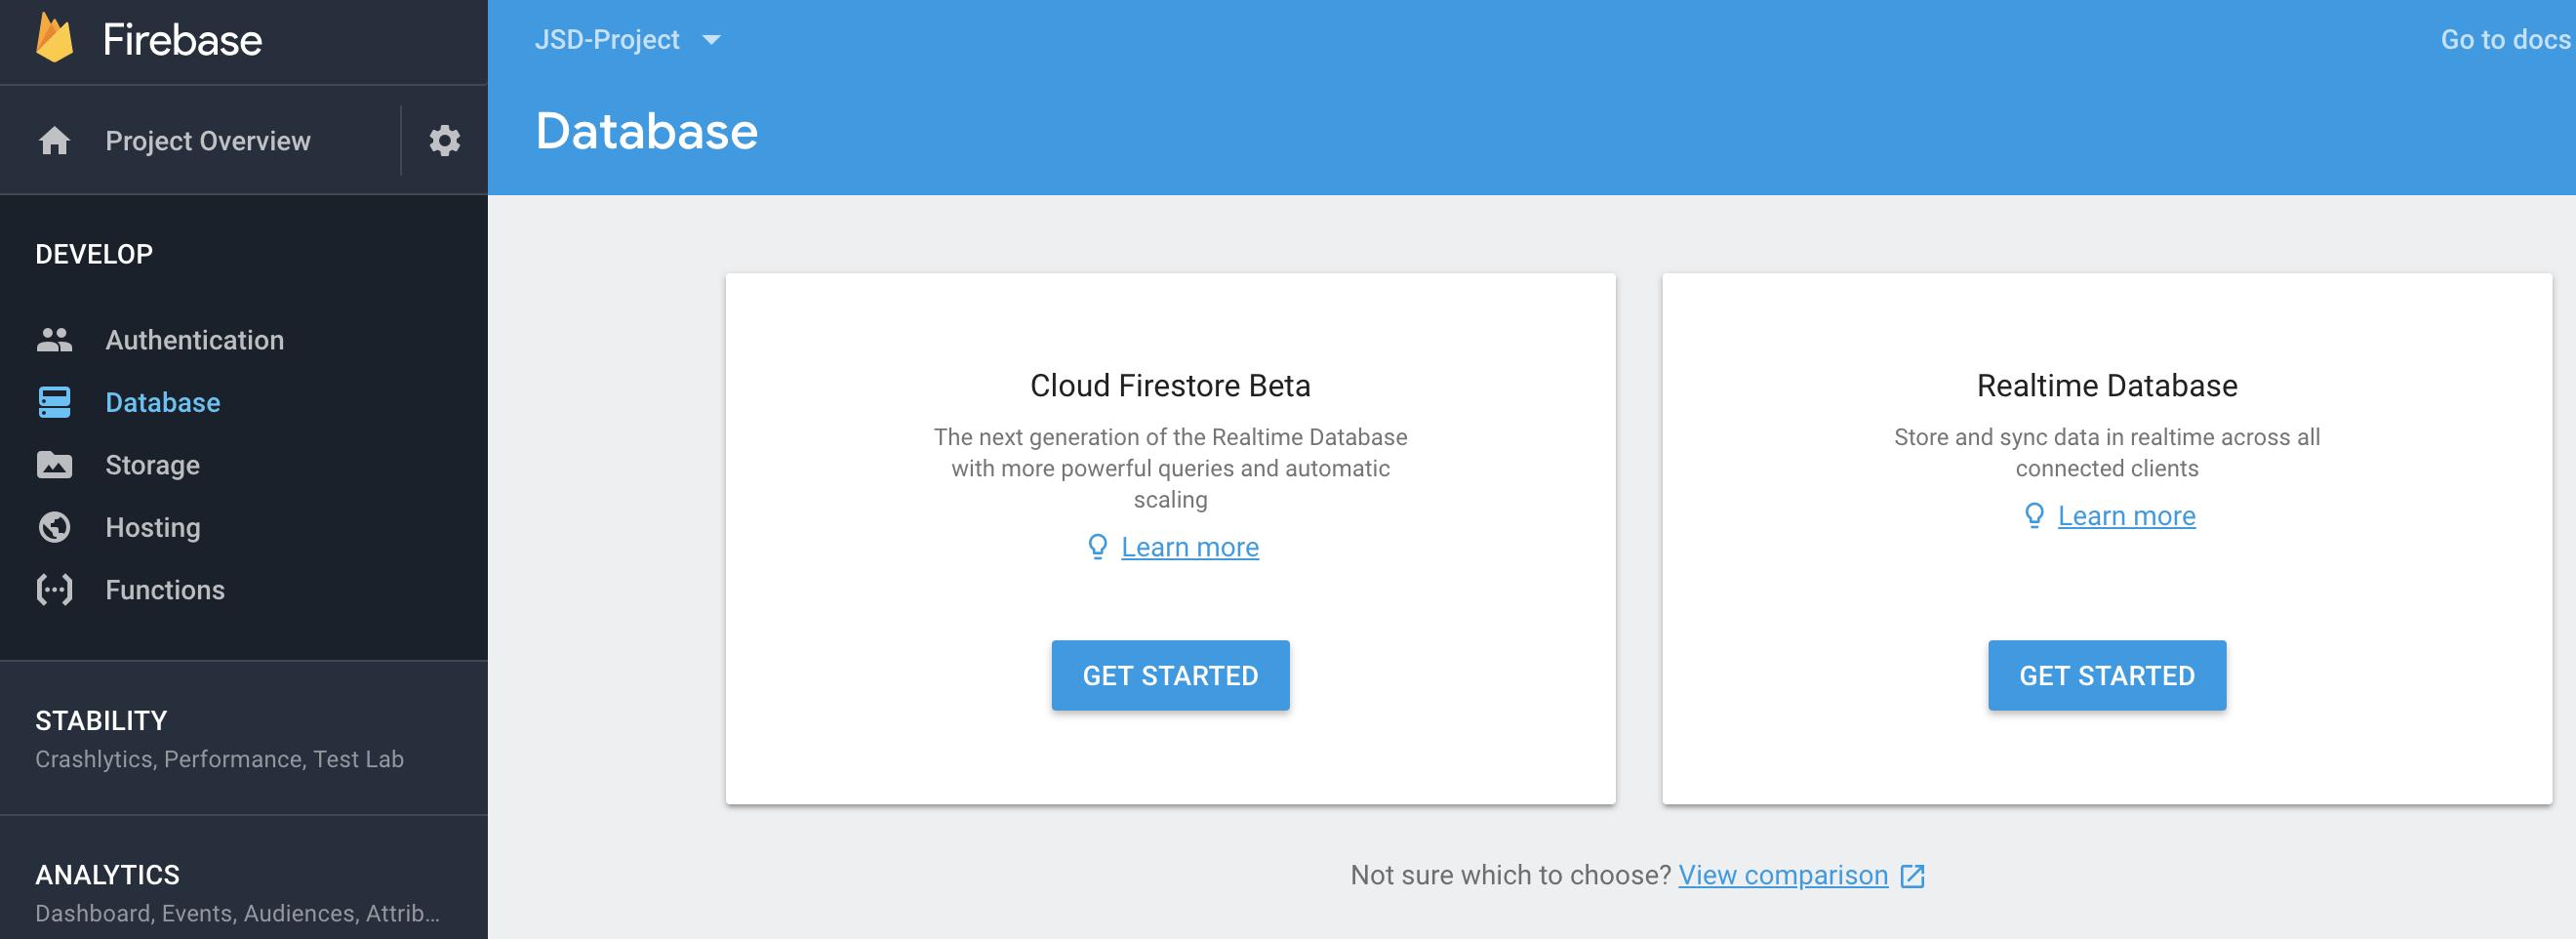 Firebase
Project Overview
DEVELOP
Authentication
Database
Storage
Hosting
Functions
STABILITY
Crashlytics, Performance, Test Lab
ANALYTICS
Dashboard, Events, Audiences, Attrib...
JSD-Project
Go to docs
Database
Cloud Firestore Beta
The next generation of the Realtime Database
with more powerful queries and automatic
scaling
Learn more
GET STARTED
Realtime Database
Store and sync data in realtime across all
connected clients
Learn more
GET STARTED
Not sure which to choose? View comparison